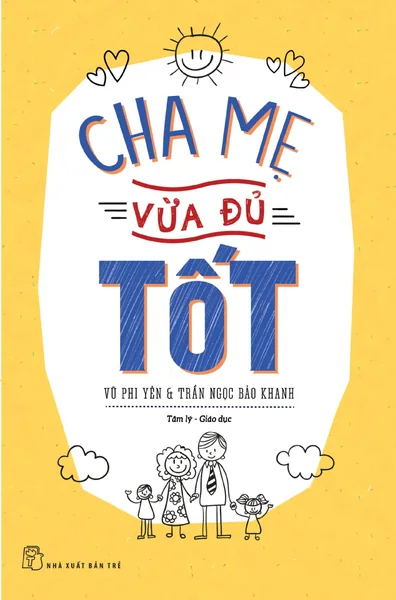 CHA MẸ
VỪA ĐỦ
TỐT
VŨ PHI YÊN & TRẦN NGỌC BẢO KHANH
Tâm lý - Giáo dục
NHÀ XUẤT BẢN TRẺ